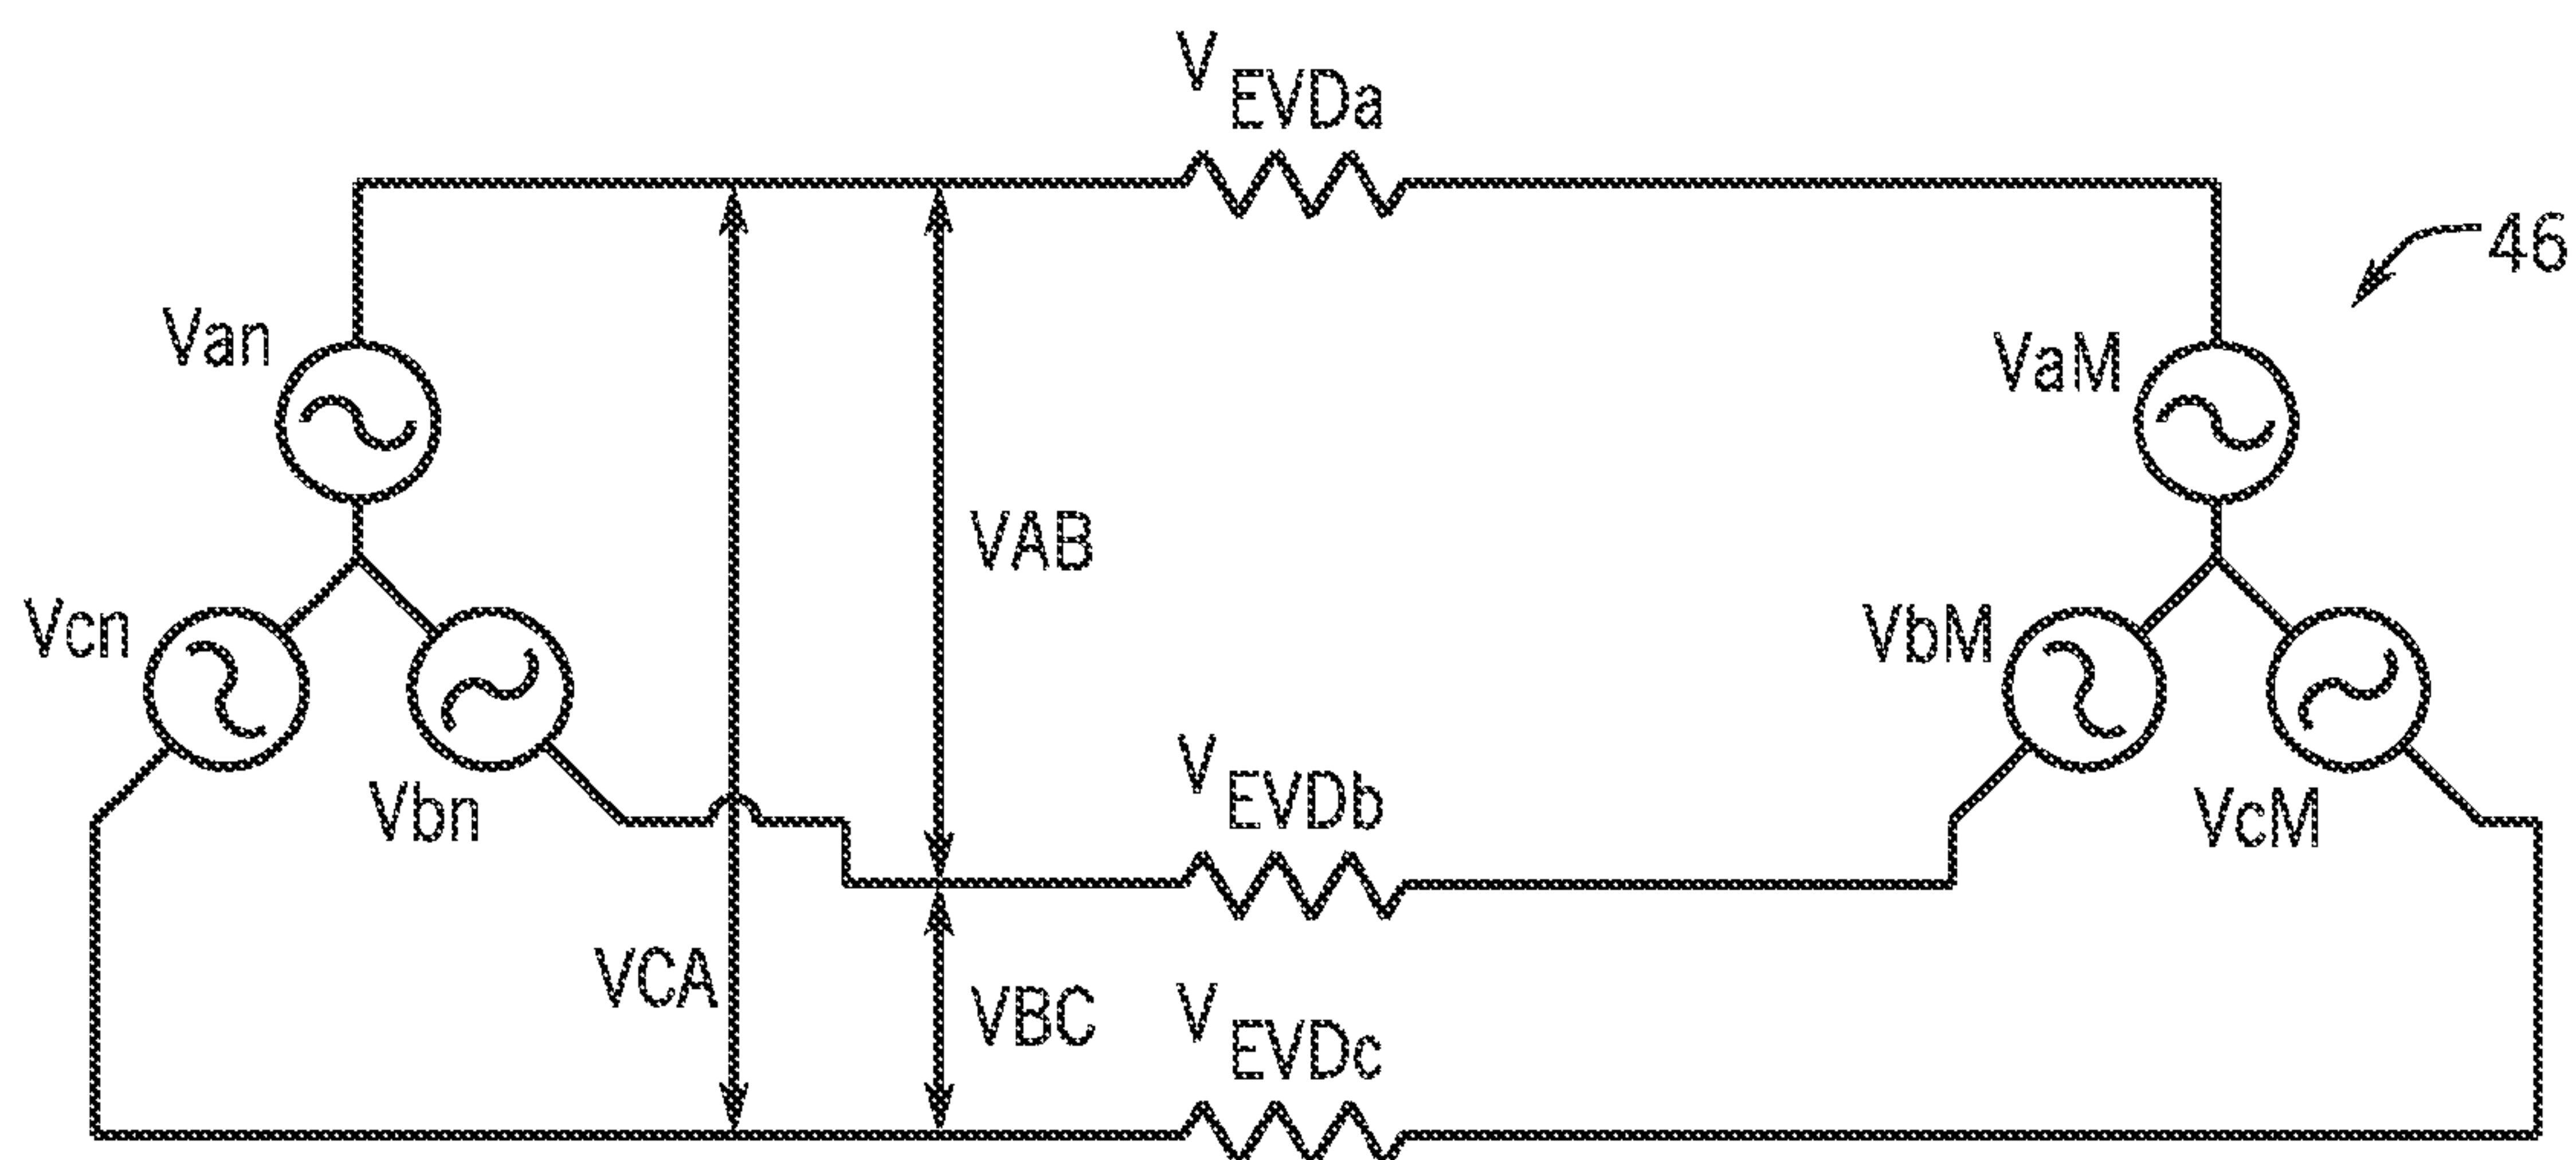 V EVDa
46
Van
VaM
VAB
Vcn
VbM
Vbn
V EVDb
VcM
VCA
VBC
V EVDc